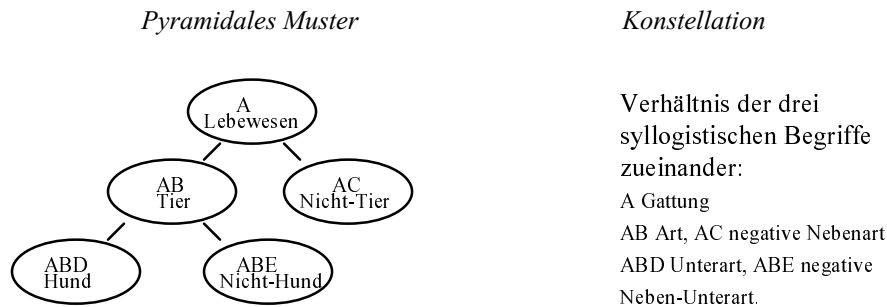 Pyramidales Muster
Konstellation
A
Lebewesen
AB
Tier
AC
Nicht-Tier
ABD
Hund
ABE
Nicht-Hund
Verhältnis der drei
syllogistischen Begriffe
zueinander:
A Gattung
AB Art, AC negative Nebenart
ABD Unterart, ABE negative
Neben-Unterart.